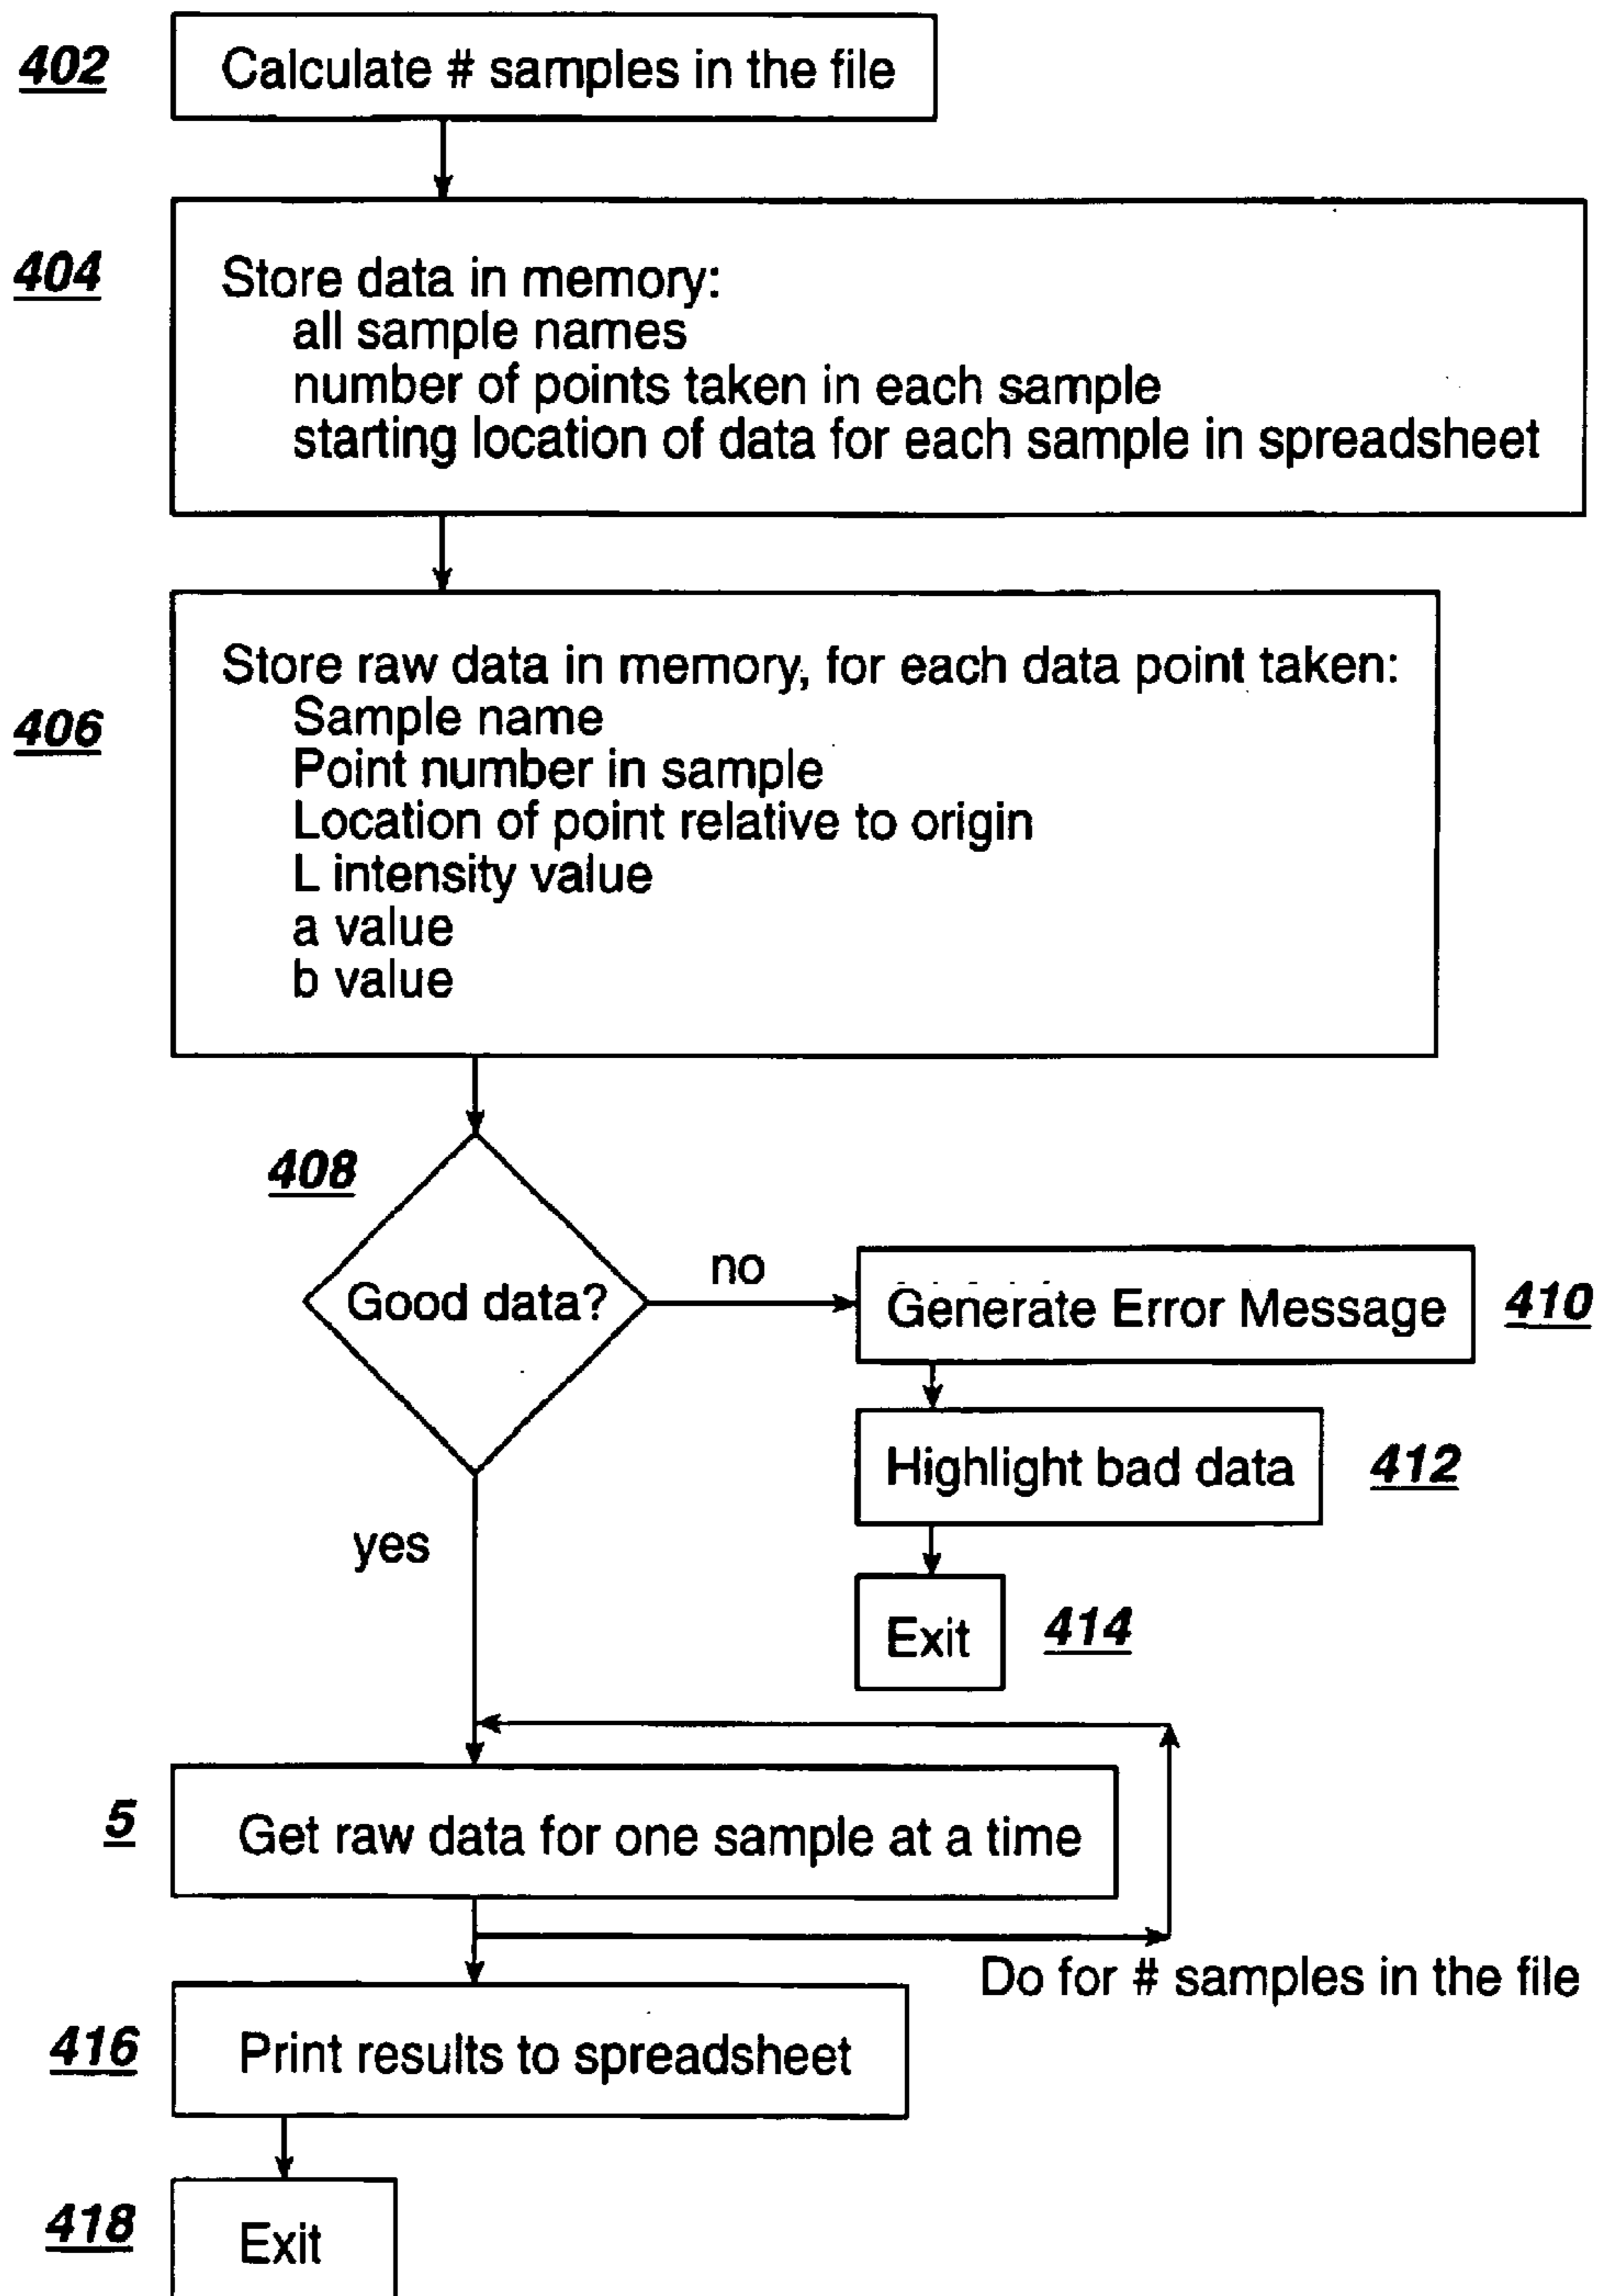 402
Calculate # samples in the file
404
Store data in memory:
all sample names
number of points taken in each sample
starting location of data for each sample in spreadsheet
406
Store raw data in memory, for each data point taken:
Sample name
Point number in sample
Location of point relative to origin
L intensity value
a value
b value
408
Good data?
no
Generate Error Message
410
Highlight bad data
412
yes
Exit
414
5
Get raw data for one sample at a time
Do for # samples in the file
416
Print results to spreadsheet
418
Exit